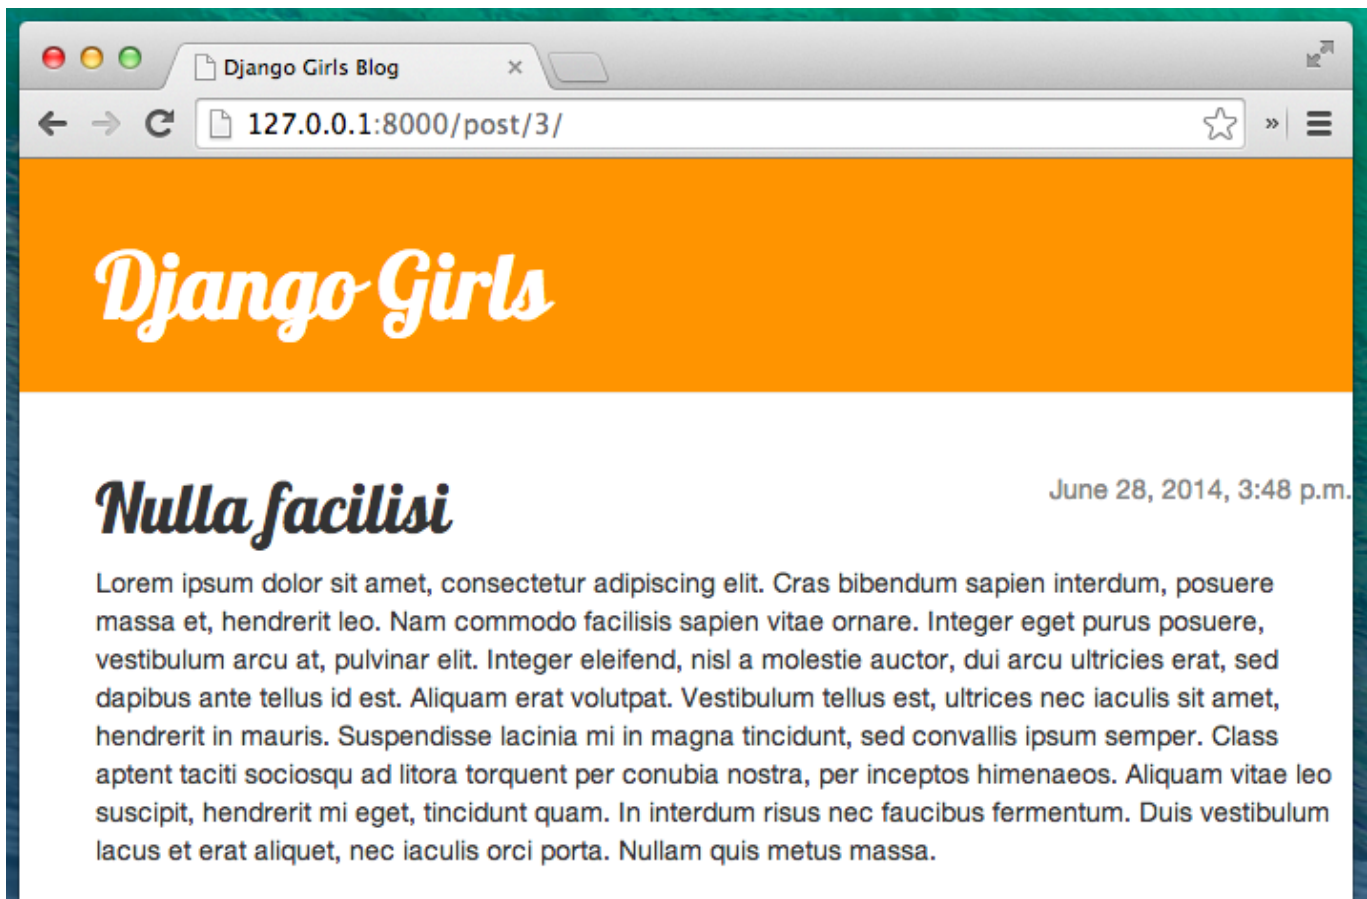 Django Girls Blog
127.0.0.1:8000/post/3/
Django Girls
Nulla facilisi
June 28, 2014, 3:48 p.m.
Lorem ipsum dolor sit amet, consectetur adipiscing elit. Cras bibendum sapien interdum, posuere
massa et, hendrerit leo. Nam commodo facilisis sapien vitae ornare. Integer eget purus posuere,
vestibulum arcu at, pulvinar elit. Integer eleifend, nisl a molestie auctor, dui arcu ultricies erat, sed
dapibus ante tellus id est. Aliquam erat volutpat. Vestibulum tellus est, ultrices nec iaculis sit amet,
hendrerit in mauris. Suspendisse lacinia mi in magna tincidunt, sed convallis ipsum semper. Class
aptent taciti sociosqu ad litora torquent per conubia nostra, per inceptos himenaeos. Aliquam vitae leo
suscipit, hendrerit mi eget, tincidunt quam. In interdum risus nec faucibus fermentum. Duis vestibulum
lacus et erat aliquet, nec iaculis orci porta. Nullam quis metus massa.